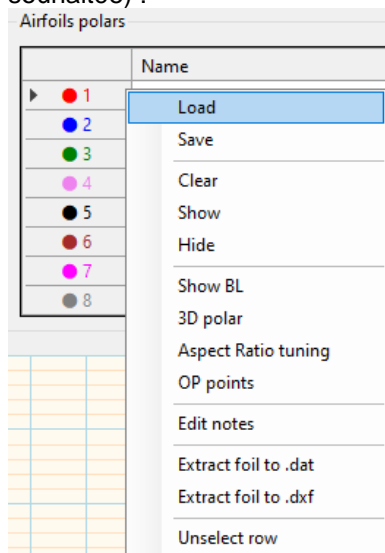 souhaités) :
Airfoils polars
Name
1
2
3
4
5
6
7
8
Load
Save
Clear
Show
Hide
Show BL
3D polar
Aspect Ratio tuning
OP points
Edit notes
Extract foil to .dat
Extract foil to .dxf
Unselect row